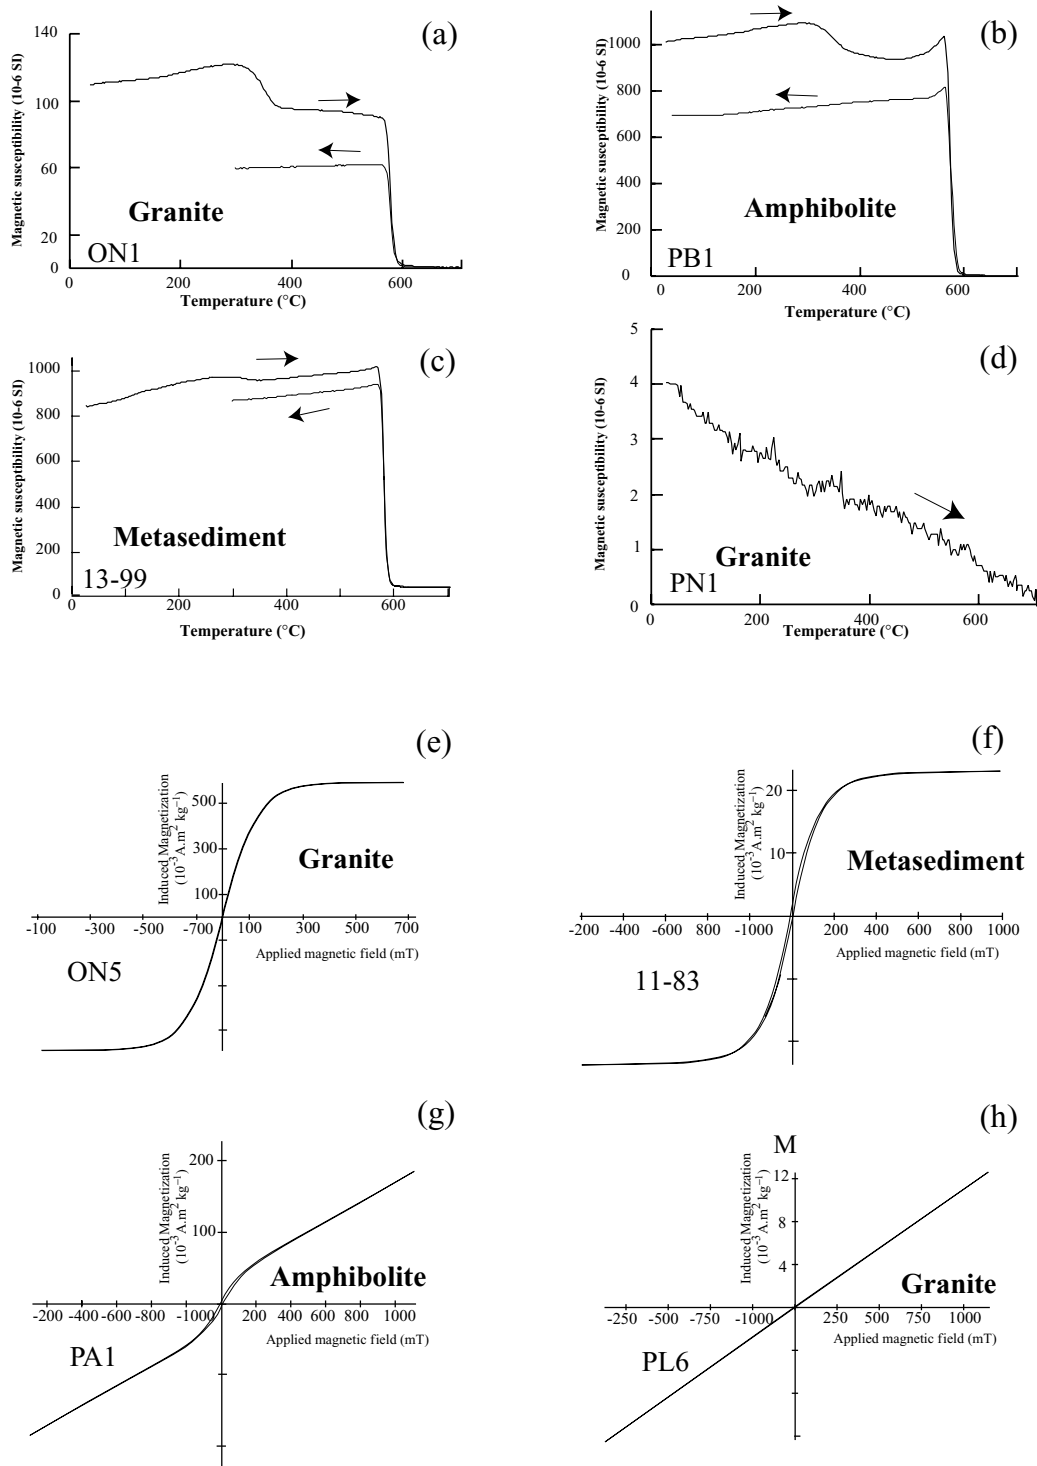 (a)
Magnetic susceptibility (10-6 SI)
140
100
60
20
0
Granite
ON1
0 200 400 600
Temperature (°C)
(b)
Magnetic susceptibility (10-6 SI)
1000
800
600
400
200
0
Amphibolite
PB1
0 200 400 600
Temperature (°C)
(c)
Magnetic susceptibility (10-6 SI)
1000
800
600
400
200
0
Metasediment
13-99
0 200 400 600
Temperature (°C)
(d)
Magnetic susceptibility (10-6 SI)
5
4
3
2
1
0
Granite
PN1
0 200 400 600
Temperature (°C)
(e)
Induced Magnetization
(10-3 A.m2 kg-1)
500
300
100
Granite
-100 -300 -500 -700 100 300 500 700
Applied magnetic field (mT)
ON5
(f)
Induced Magnetization
(10-3 A.m2 kg-1)
20
10
Metasediment
-200 -400 600 800 -1000 200 400 600 800 1000
Applied magnetic field (mT)
11-83
(g)
Induced Magnetization
(10-3 A.m2 kg-1)
200
100
Amphibolite
-200 -400 -600 -800 -1000 200 400 600 800 1000
Applied magnetic field (mT)
PA1
(h)
M
Induced Magnetization
(10-3 A.m2 kg-1)
12
8
4
Granite
-250 -500 -750 -1000 250 500 750 1000
Applied magnetic field (mT)
PL6